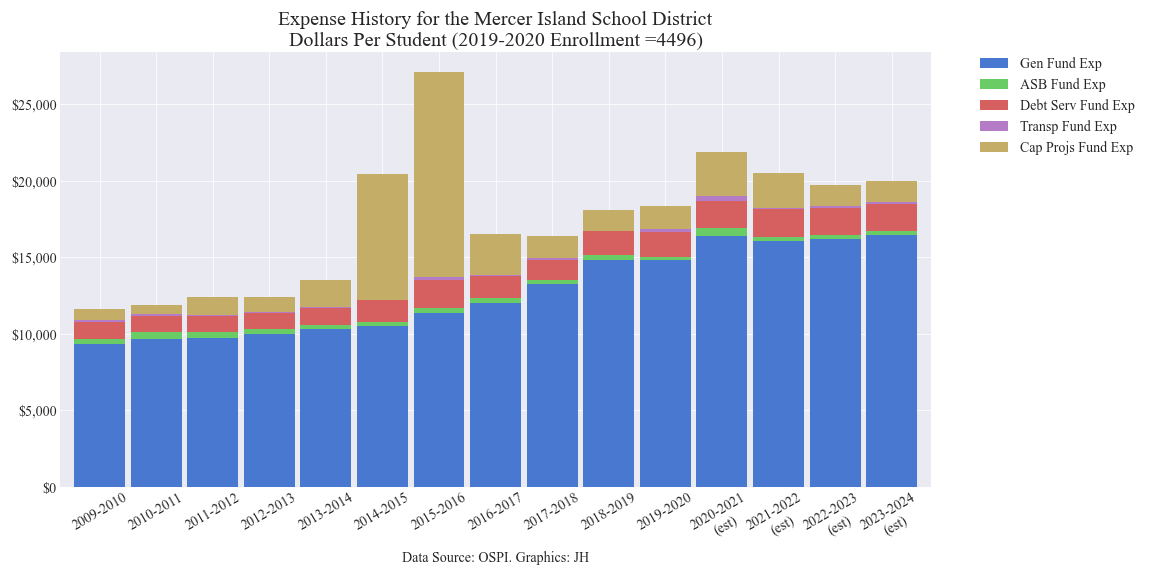 Expense History for the Mercer Island School District
Dollars Per Student (2019-2020 Enrollment =4496)
Gen Fund Exp
ASB Fund Exp
Debt Serv Fund Exp
Transp Fund Exp
Cap Projs Fund Exp
$25,000
$20,000
$15,000
$10,000
$5,000
$0
2009-2010
2010-2011
2011-2012
2012-2013
2013-2014
2014-2015
2015-2016
2016-2017
2017-2018
2018-2019
2019-2020
2020-2021
(est)
2021-2022
(est)
2022-2023
(est)
2023-2024
(est)
Data Source: OSPI. Graphics: JH